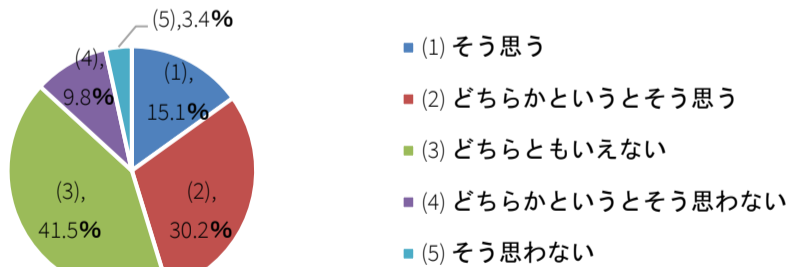 (5),3.4%
(4),
9.8%
(1),
15.1%
(3),
41.5%
(2),
30.2%
(1) そう思う
(2) どちらかというとそう思う
(3) どちらともいえない
(4) どちらかというとそう思わない
(5) そう思わない